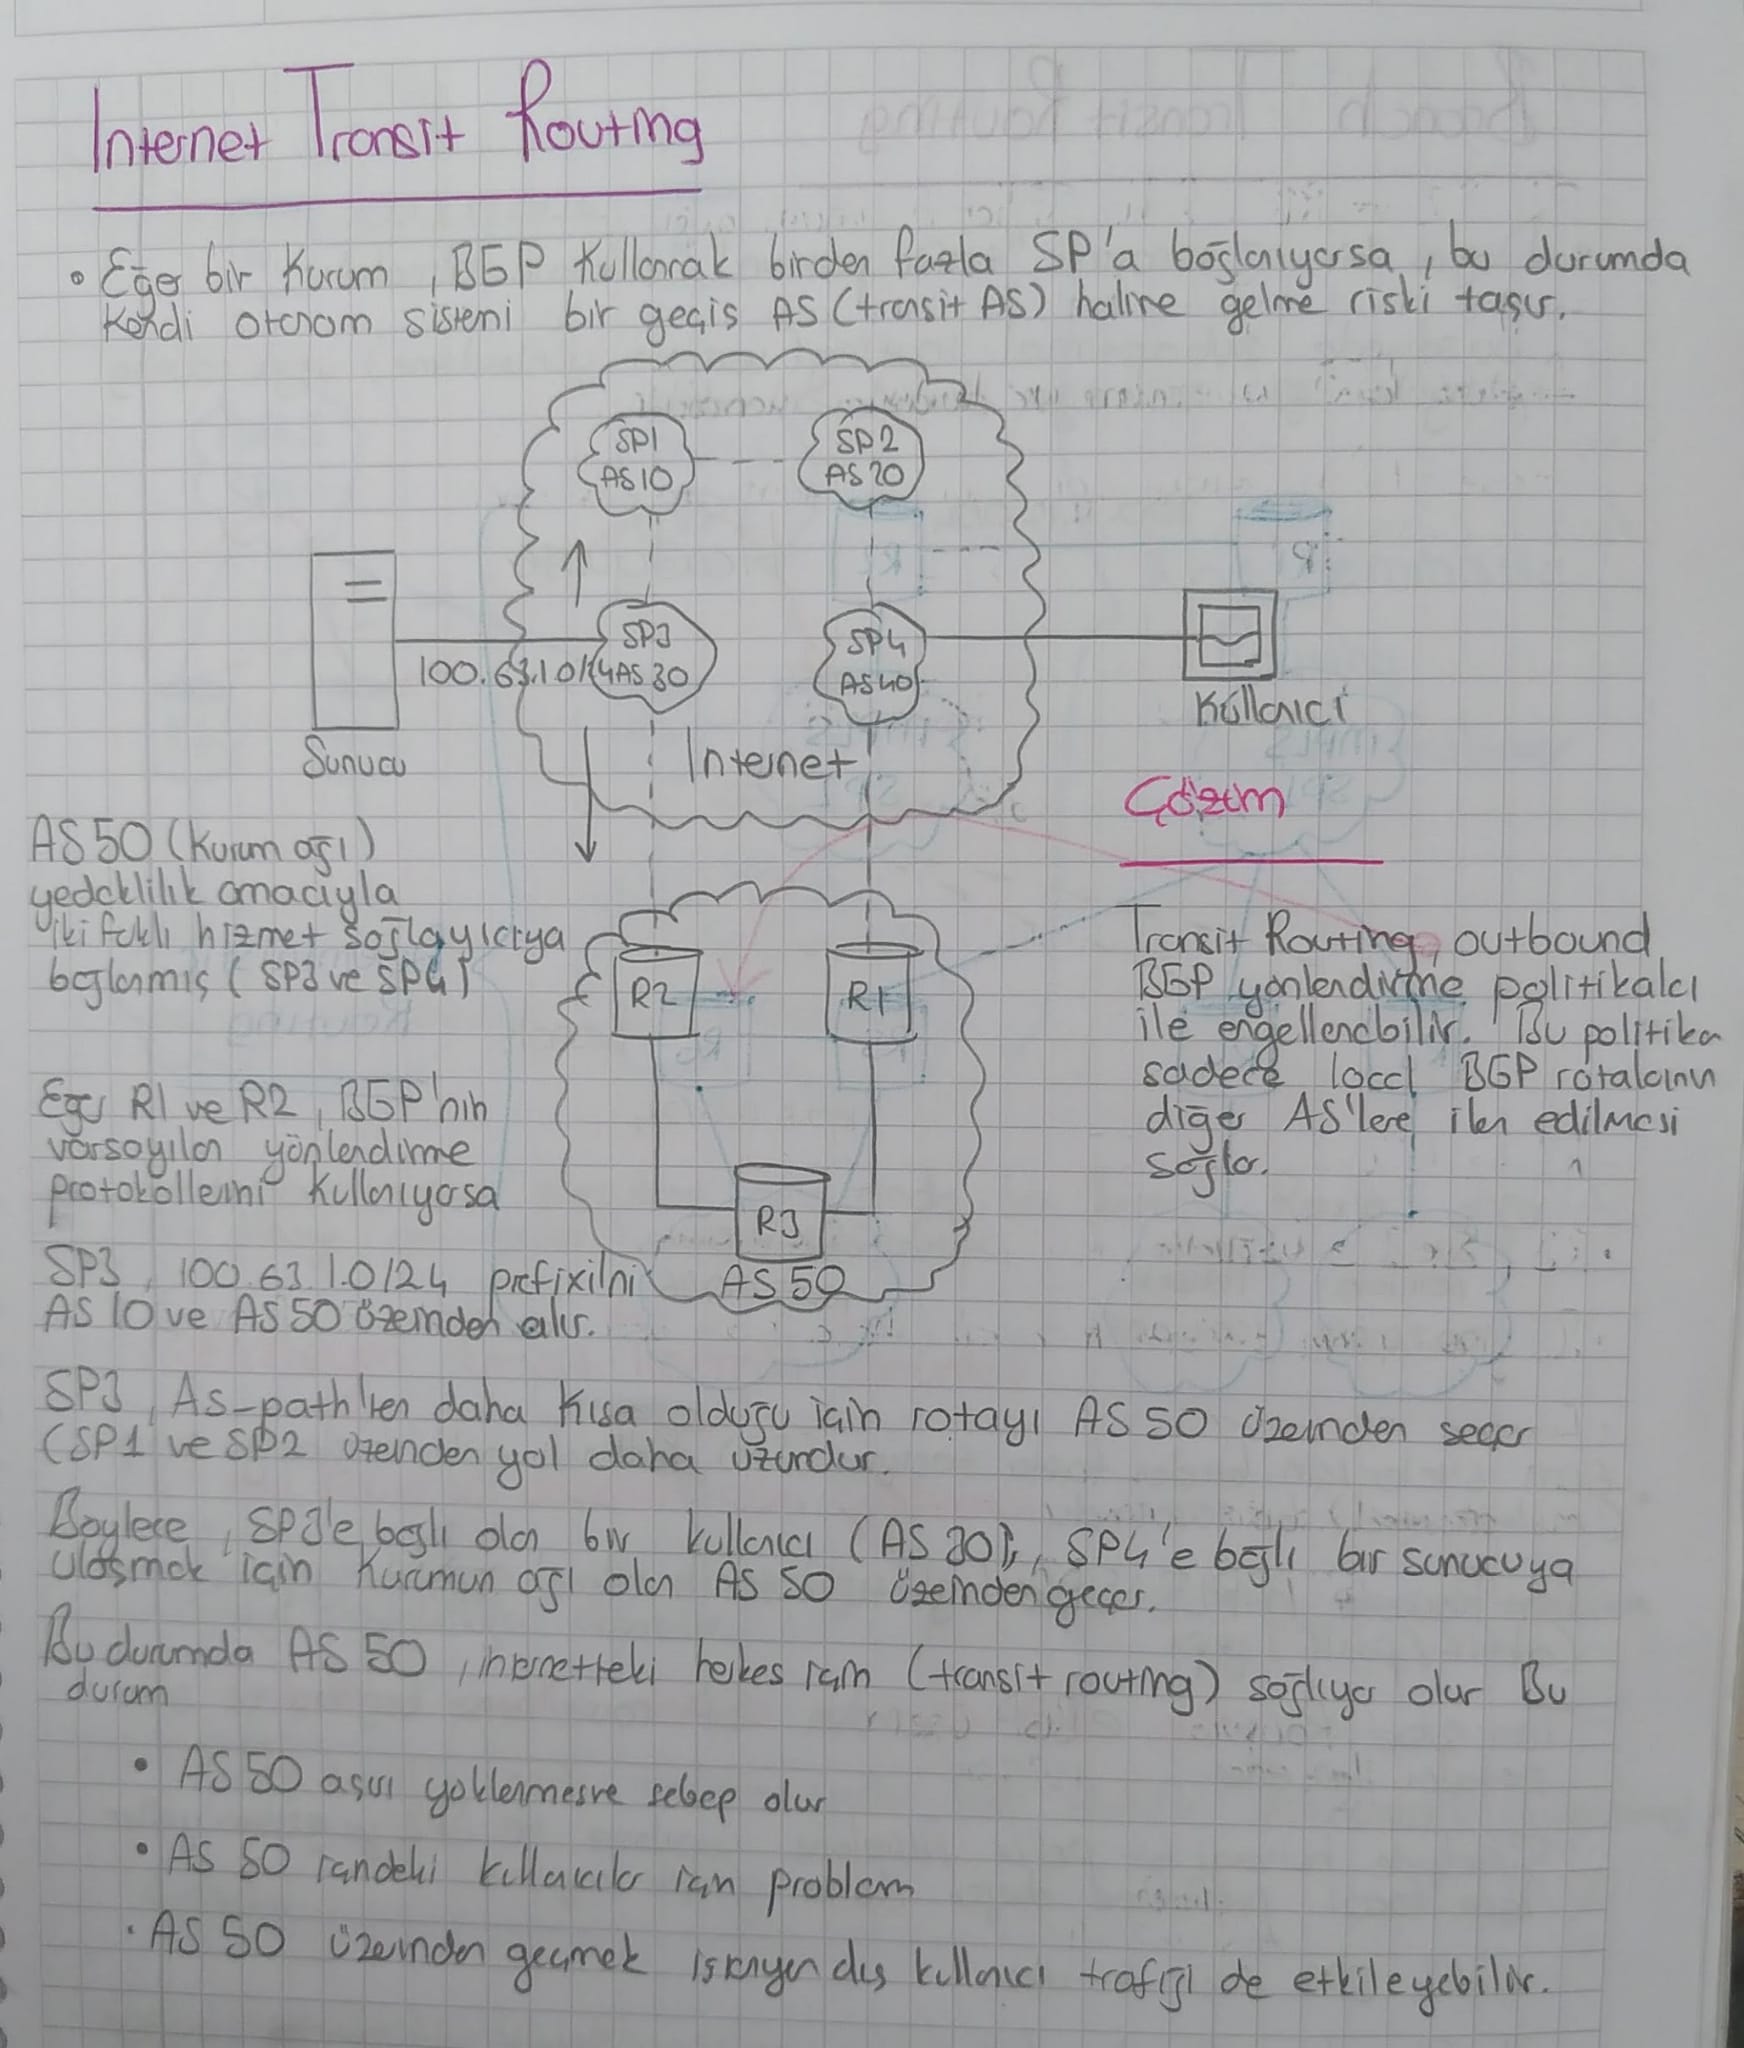 Internet Transit Routing
• Eğer bir Kurum, BGP Kullanrak birden fazla SP'a bağlanıyorsa, bu durumda
Kendi otonom sistemi bir geçiş AS (transit AS) haline gelme riski taşır.
SP1
AS10
SP2
AS 20
SP3
AS 30
SP4
AS40
100.63.1.0/24
Sunucu
Kullanıcı
Internet
AS 50 (Kurum ağı)
yedeklilik amacıyla
iki faklı hizmet sağlayıcıya
bağlanmış (SP3 ve SP4)
R2
R1
R3
AS 50
Çözüm
Transit Routing, outbound
BGP yönlendirme politikaları
ile engellenebilir. Bu politika
sadece local BGP rotalarının
diğer AS'lere ilan edilmesi
sağlar.
Eğer R1 ve R2, BGP'nin
varsayılan yönlendirme
protokollerini kullanıyorsa
SP3, 100.63.1.0/24 prefixilni
AS 10 ve AS 50 üzerinden alır.
SP3, As-path'ten daha kısa olduğu için rotayı AS 50 üzerinden seçer
(SP1 ve SP2 üzerinden yol daha uzundur.
Böylece, SP3'e bağlı olan bir kullanıcı (AS 30), SP4'e bağlı bir sunucuya
ulaşmak için kurumun ağı olan AS 50 üzerinden geçer.
Bu durumda AS 50, internetteki herkes için (transit routing) sağlıyor olur Bu
durum
• AS 50 aşırı yüklenmesine sebep olur
• AS 50 içindeki kullanıcılar için problem
• AS 50 üzerinden geçmek isteyen dış kullanıcı trafiği de etkileyebilir.